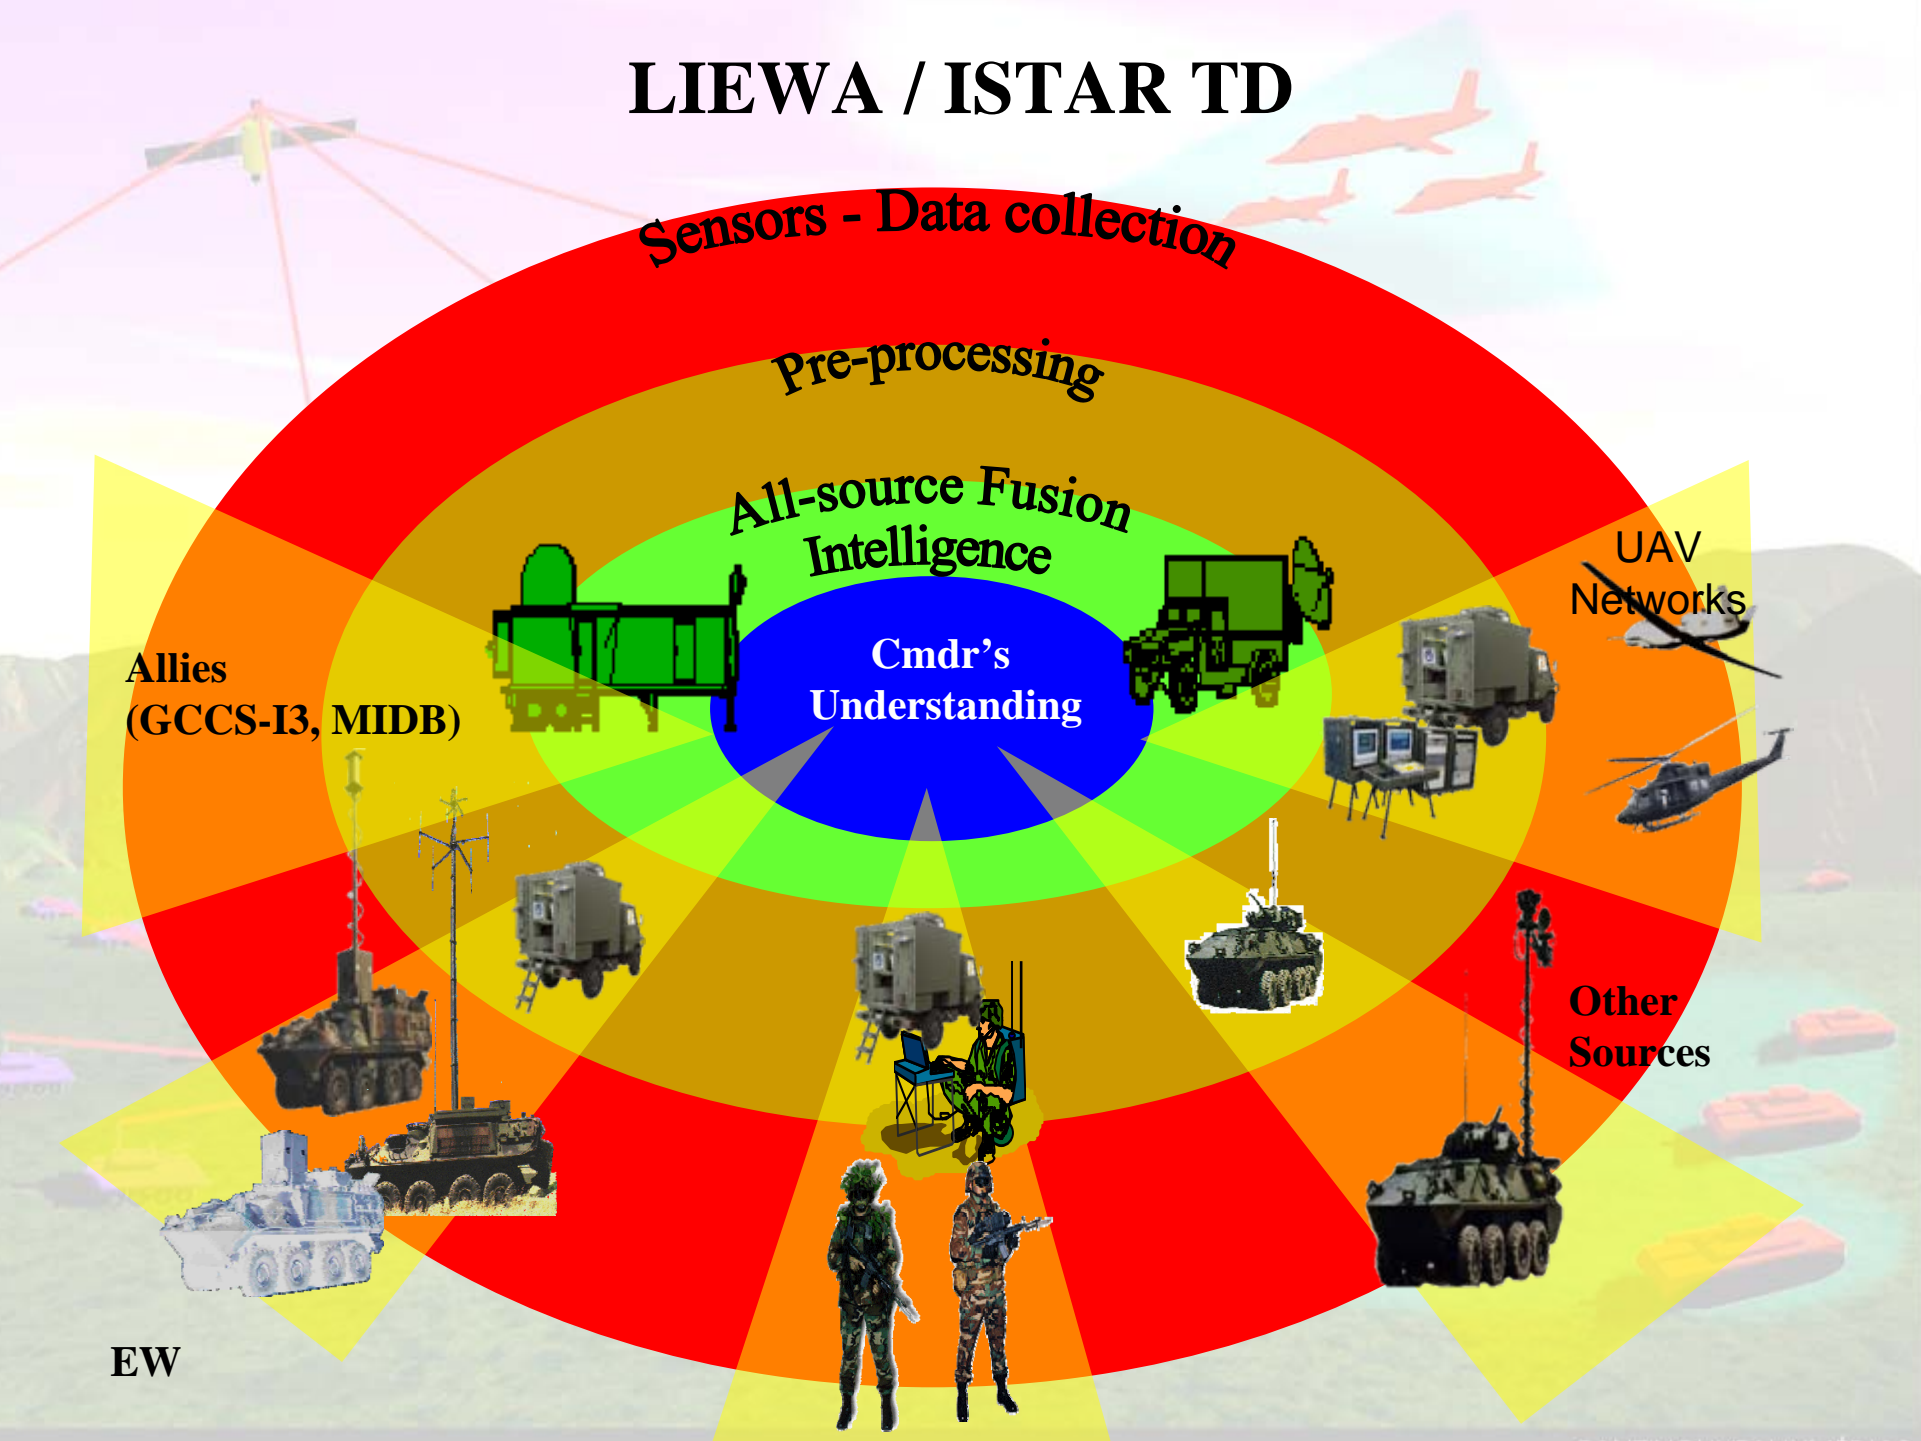 LIEWA / ISTAR TD
Sensors - Data collection
Pre-processing
All-source Fusion
Intelligence
Cmdr's
Understanding
UAV
Networks
Allies
(GCCS-I3, MIDB)
Other
Sources
EW